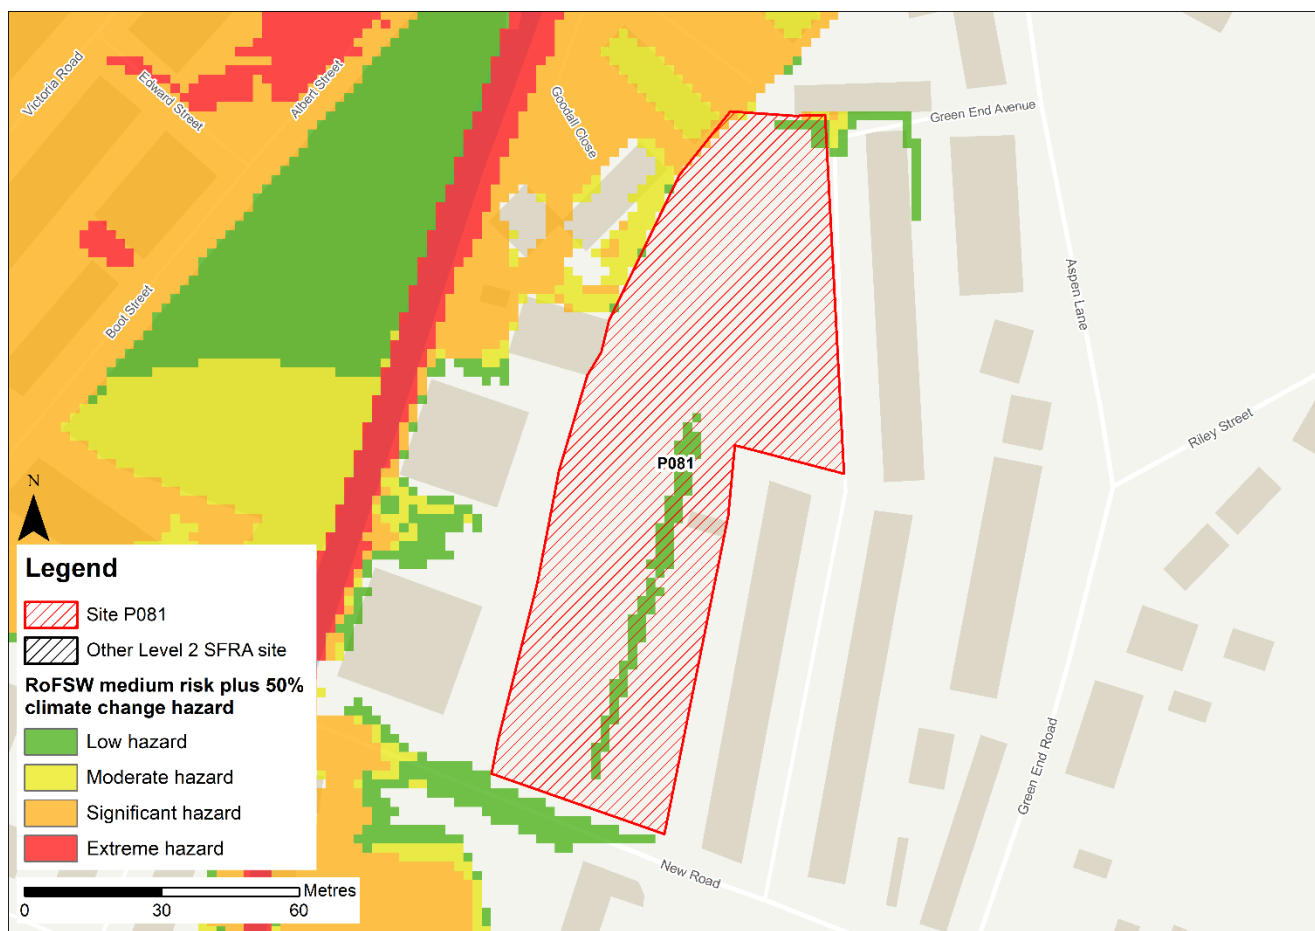 Victoria Road
Edward Street
Albert Street
Goodall Close
Green End Avenue
Boot Street
Aspen Lane
Riley Street
P081
N
Legend
Site P081
Other Level 2 SFRA site
RoFSW medium risk plus 50%
climate change hazard
Low hazard
Moderate hazard
Significant hazard
Extreme hazard
Green End Road
New Road
Metres
0 30 60